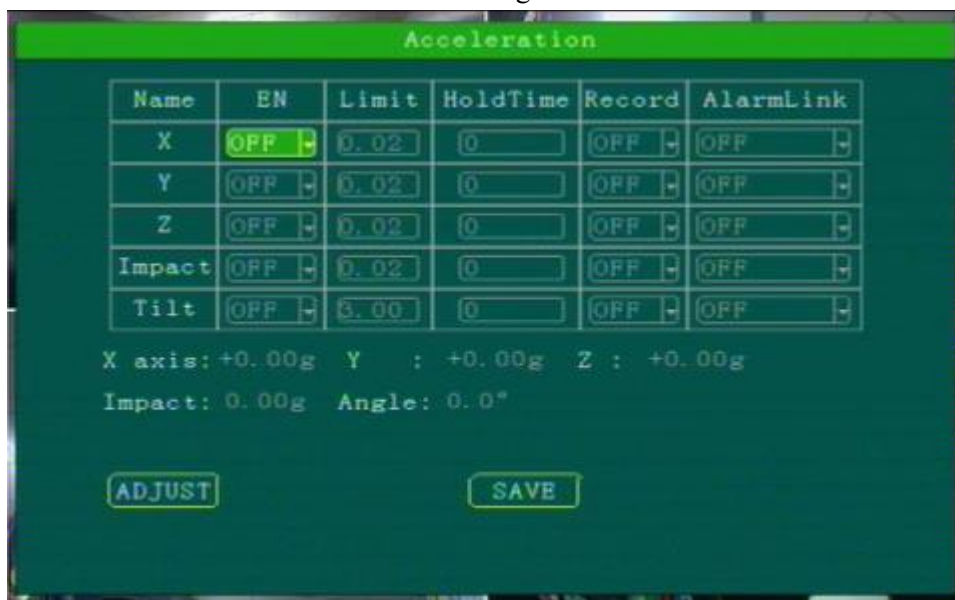 Acceleration
Name EN Limit HoldTime Record AlarmLink
X OFF 0.02 0 OFF OFF
Y OFF 0.02 0 OFF OFF
Z OFF 0.02 0 OFF OFF
Impact OFF 0.02 0 OFF OFF
Tilt OFF 3.00 0 OFF OFF
X axis: +0.00g Y : +0.00g Z : +0.00g
Impact: 0.00g Angle: 0.0°
ADJUST SAVE